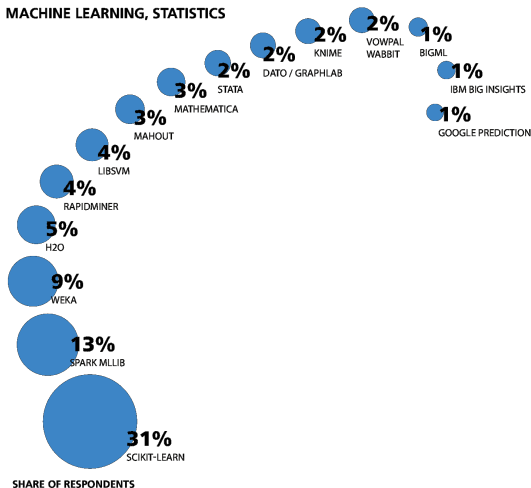 MACHINE LEARNING, STATISTICS
2%
KNIME
2%
VOWPAL
WABBIT
1%
BIGML
2%
DATO / GRAPHLAB
1%
IBM BIG INSIGHTS
2%
STATA
3%
MATHEMATICA
1%
GOOGLE PREDICTION
3%
MAHOUT
4%
LIBSVM
4%
RAPIDMINER
5%
H2O
9%
WEKA
13%
SPARK MLLIB
31%
SCIKIT-LEARN
SHARE OF RESPONDENTS